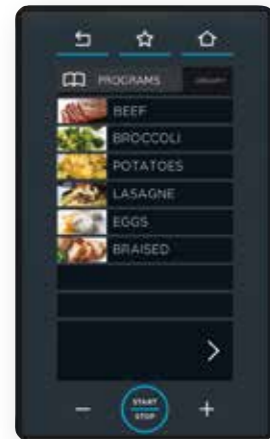 PROGRAMS
BEEF
BROCCOLI
POTATOES
LASAGNE
EGGS
BRAISED
START
STOP